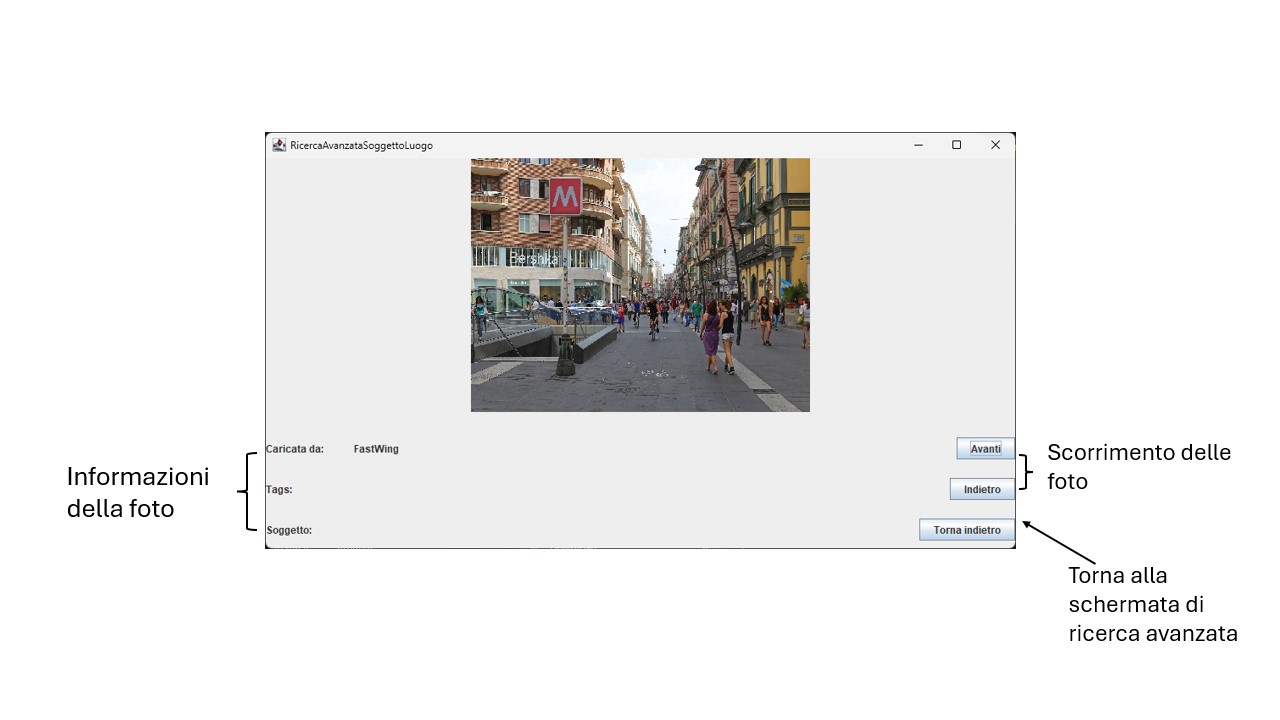 RicercaAvanzataSoggettoLuogo
M
Bershka
Caricata da: FastWing
Tags:
Soggetto:
Avanti
Indietro
Torna indietro
Informazioni
della foto
Scorrimento delle
foto
Torna alla
schermata di
ricerca avanzata